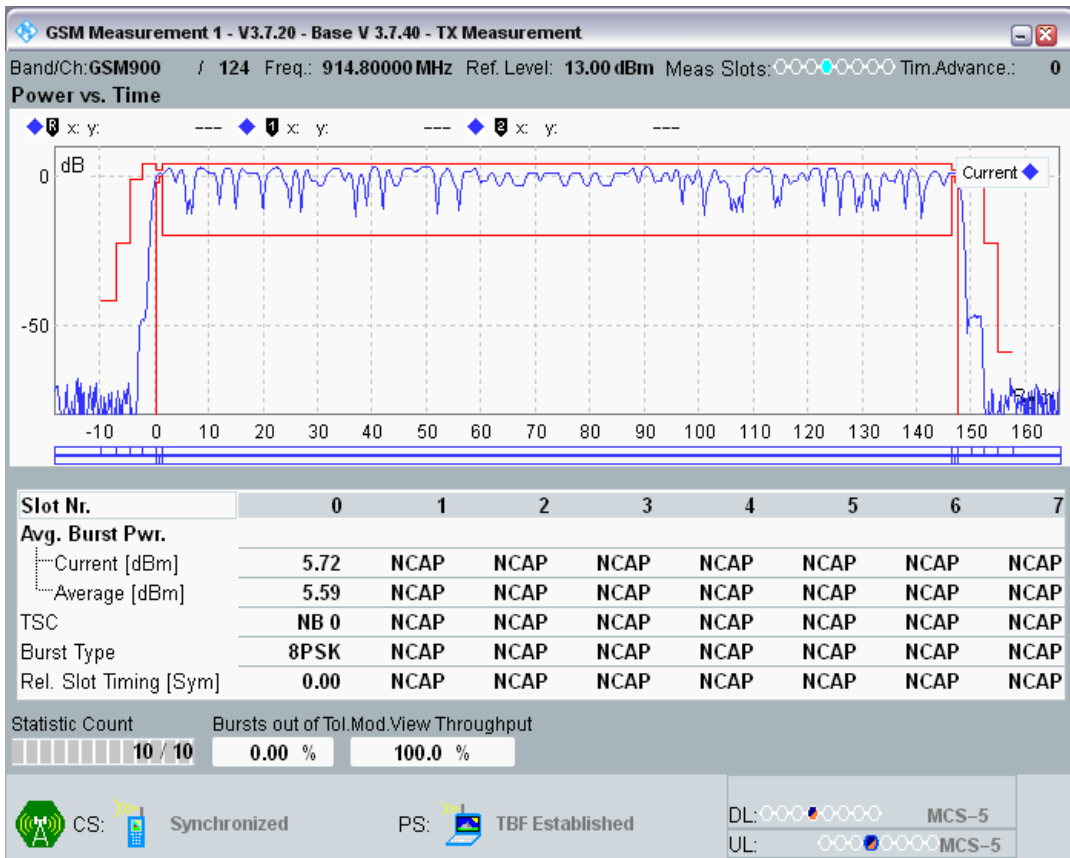 GSM Measurement 1 - V3.7.20 - Base V 3.7.40 - TX Measurement
Band/Ch:GSM900 / 124 Freq.: 914.80000 MHz Ref. Level: 13.00 dBm Meas Slots: Tim.Advance.: 0
Power vs. Time
R x: y: --- 1 x: y: --- 2 x: y: ---
dB
Current
0
-50
-10 0 10 20 30 40 50 60 70 80 90 100 110 120 130 140 150 160
Slot Nr. 0 1 2 3 4 5 6 7
Avg. Burst Pwr.
Current [dBm] 5.72 NCAP NCAP NCAP NCAP NCAP NCAP NCAP
Average [dBm] 5.59 NCAP NCAP NCAP NCAP NCAP NCAP NCAP
TSC NB 0 NCAP NCAP NCAP NCAP NCAP NCAP NCAP
Burst Type 8PSK NCAP NCAP NCAP NCAP NCAP NCAP NCAP
Rel. Slot Timing [Sym] 0.00 NCAP NCAP NCAP NCAP NCAP NCAP NCAP
Statistic Count Bursts out of Tol.Mod.View Throughput
10 / 10 0.00 % 100.0 %
CS: Synchronized PS: TBF Established
DL: MCS-5
UL: MCS-5